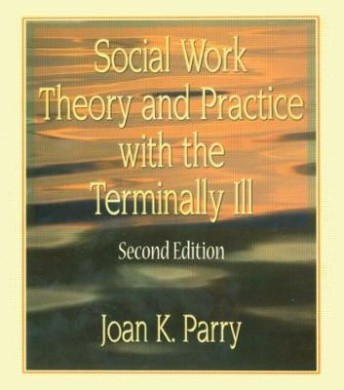 Social Work
Theory and Practice
with the
Terminally Ill
Second Edition
Joan K. Parry